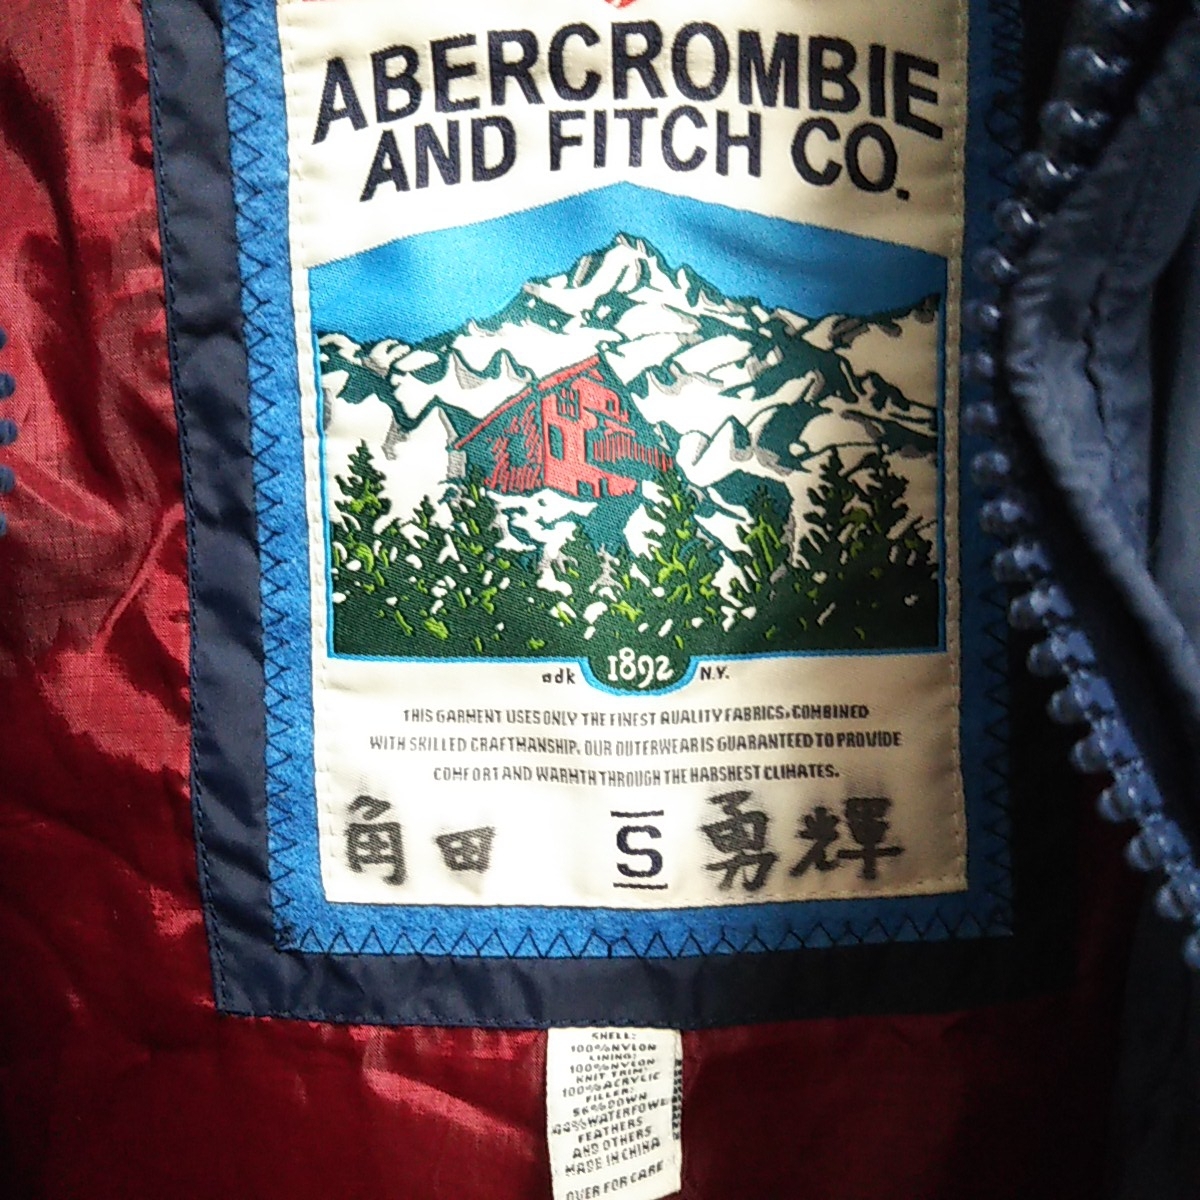 ABERCROMBIE
AND FITCH CO.
adk 1892 N.Y.
THIS GARMENT USES ONLY THE FINEST QUALITY FABRICS, COMBINED
WITH SKILLED CRAFTMANSHIP. OUR OUTERWEAR IS GUARANTEED TO PROVIDE
COMFORT AND WARMTH THROUGH THE HARSHEST CLIMATES.
角田 S 勇輝
SHELL:
100% NYLON
LINING:
100% NYLON
KNIT TRIM:
100% ACRYLIC
FILLER:
56% DOWN
44% WATERFOWL
FEATHERS
AND OTHERS
MADE IN CHINA
OVER FOR CARE